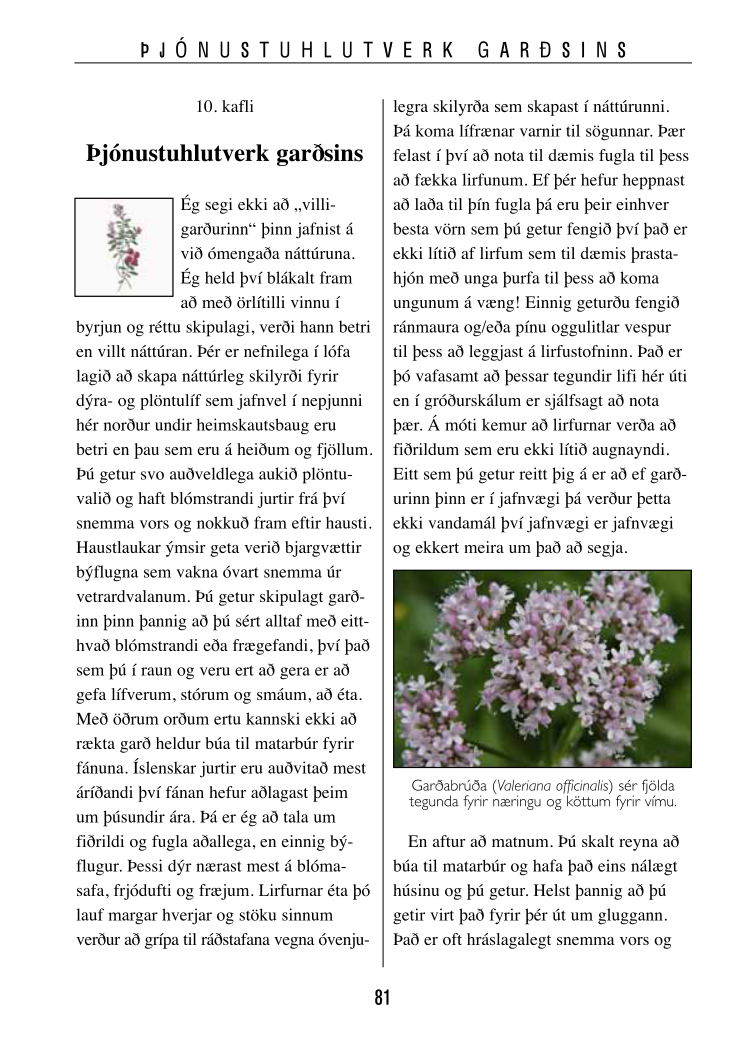 ÞJÓNUSTUHLUTVERK GARÐSINS
10. kafli
Þjónustuhlutverk garðsins
Ég segi ekki að „villi-
garðurinn“ þinn jafnist á
við ómengaða náttúruna.
Ég held því blákalt fram
að með örlítilli vinnu í
byrjun og réttu skipulagi, verði hann betri
en villt náttúran. Þér er nefnilega í lófa
lagið að skapa náttúrleg skilyrði fyrir
dýra- og plöntulíf sem jafnvel í nepjunni
hér norður undir heimskautsbaug eru
betri en þau sem eru á heiðum og fjöllum.
Þú getur svo auðveldlega aukið plöntu-
valið og haft blómstrandi jurtir frá því
snemma vors og nokkuð fram eftir hausti.
Haustlaukar ýmsir geta verið bjargvættir
býflugna sem vakna óvart snemma úr
vetrardvalanum. Þú getur skipulagt garð-
inn þinn þannig að þú sért alltaf með eitt-
hvað blómstrandi eða frægefandi, því það
sem þú í raun og veru ert að gera er að
gefa lífverum, stórum og smáum, að éta.
Með öðrum orðum ertu kannski ekki að
rækta garð heldur búa til matarbúr fyrir
fánuna. Íslenskar jurtir eru auðvitað mest
áríðandi því fánan hefur aðlagast þeim
um þúsundir ára. Þá er ég að tala um
fiðrildi og fugla aðallega, en einnig bý-
flugur. Þessi dýr nærast mest á blóma-
safa, frjódufti og fræjum. Lirfurnar éta þó
lauf margar hverjar og stöku sinnum
verður að grípa til ráðstafana vegna óvenju-
legra skilyrða sem skapast í náttúrunni.
Þá koma lífrænar varnir til sögunnar. Þær
felast í því að nota til dæmis fugla til þess
að fækka lirfunum. Ef þér hefur heppnast
að laða til þín fugla þá eru þeir einhver
besta vörn sem þú getur fengið því það er
ekki lítið af lirfum sem til dæmis þrasta-
hjón með unga þurfa til þess að koma
ungunum á væng! Einnig geturðu fengið
ránmaura og/eða pínu oggulitlar vespur
til þess að leggjast á lirfustofninn. Það er
þó vafasamt að þessar tegundir lifi hér úti
en í gróðurskálum er sjálfsagt að nota
þær. Á móti kemur að lirfurnar verða að
fiðrildum sem eru ekki lítið augnayndi.
Eitt sem þú getur reitt þig á er að ef garð-
urinn þinn er í jafnvægi þá verður þetta
ekki vandamál því jafnvægi er jafnvægi
og ekkert meira um það að segja.
Garðabrúða (Valeriana officinalis) sér fjölda
tegunda fyrir næringu og köttum fyrir vímu.
En aftur að matnum. Þú skalt reyna að
búa til matarbúr og hafa það eins nálægt
húsinu og þú getur. Helst þannig að þú
getir virt það fyrir þér út um gluggann.
Það er oft hráslagalegt snemma vors og
81